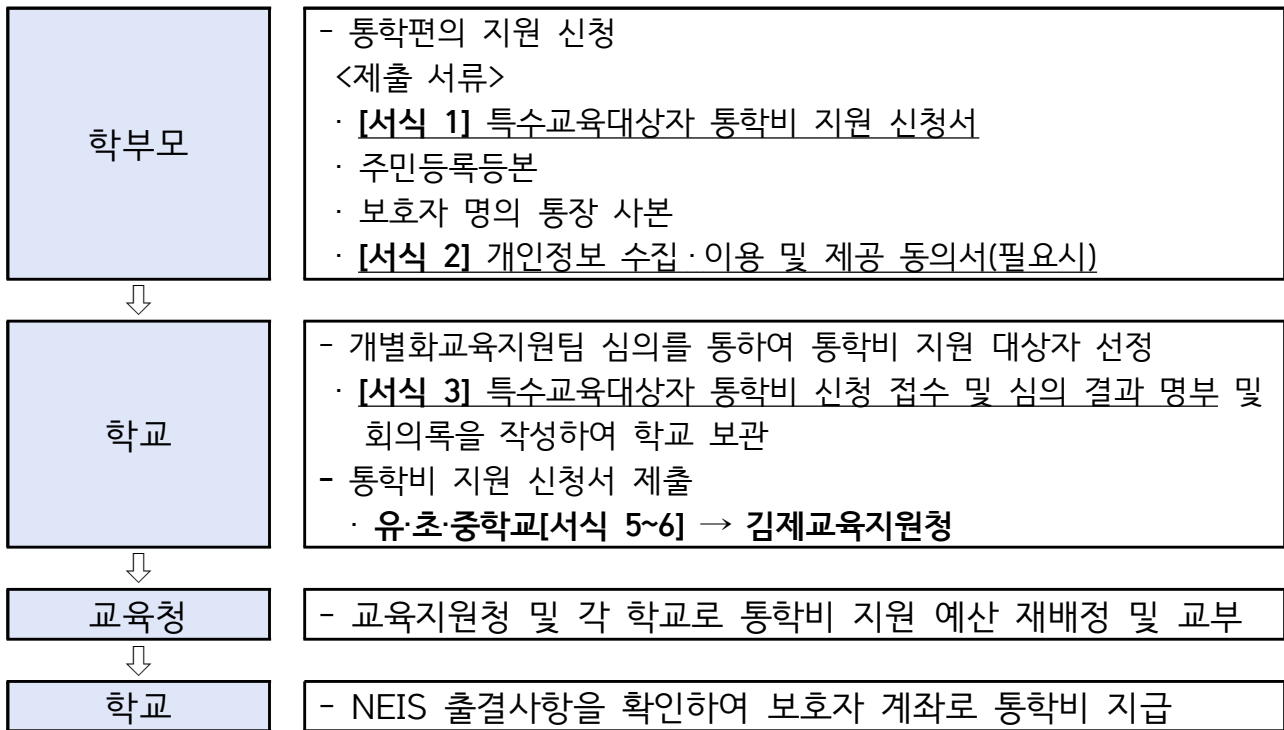 학부모
- 통학편의 지원 신청
<제출 서류>
· [서식 1] 특수교육대상자 통학비 지원 신청서
· 주민등록등본
· 보호자 명의 통장 사본
· [서식 2] 개인정보 수집·이용 및 제공 동의서(필요시)
⇩
학교
- 개별화교육지원팀 심의를 통하여 통학비 지원 대상자 선정
· [서식 3] 특수교육대상자 통학비 신청 접수 및 심의 결과 명부 및
회의록을 작성하여 학교 보관
- 통학비 지원 신청서 제출
· 유·초·중학교[서식 5~6] → 김제교육지원청
⇩
교육청
- 교육지원청 및 각 학교로 통학비 지원 예산 재배정 및 교부
⇩
학교
- NEIS 출결사항을 확인하여 보호자 계좌로 통학비 지급